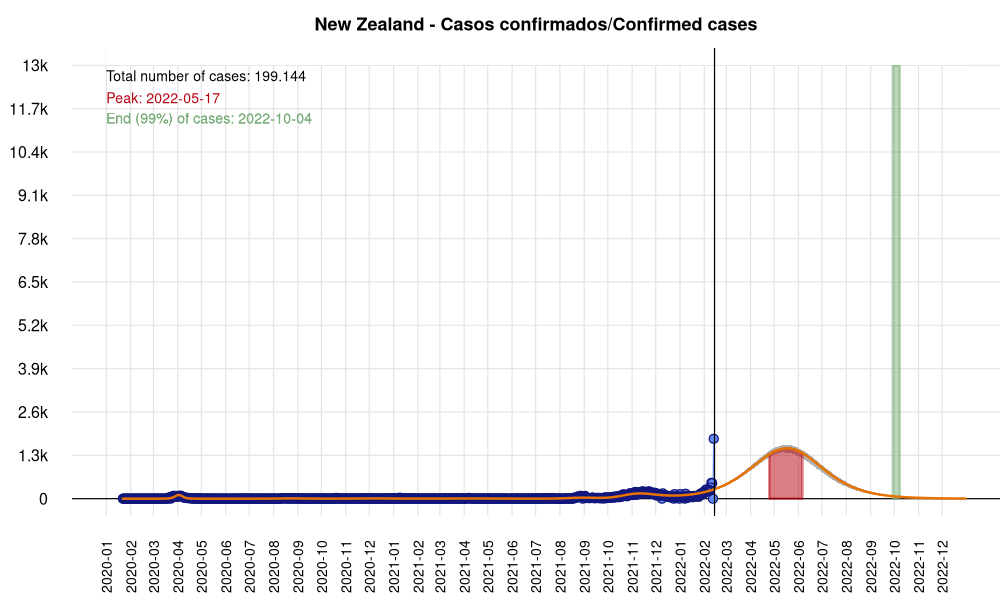 New Zealand - Casos confirmados/Confirmed cases
Total number of cases: 199.144
Peak: 2022-05-17
End (99%) of cases: 2022-10-04
13k
11.7k
10.4k
9.1k
7.8k
6.5k
5.2k
3.9k
2.6k
1.3k
0
2020-01
2020-02
2020-03
2020-04
2020-05
2020-06
2020-07
2020-08
2020-09
2020-10
2020-11
2020-12
2021-01
2021-02
2021-03
2021-04
2021-05
2021-06
2021-07
2021-08
2021-09
2021-10
2021-11
2021-12
2022-01
2022-02
2022-03
2022-04
2022-05
2022-06
2022-07
2022-08
2022-09
2022-10
2022-11
2022-12